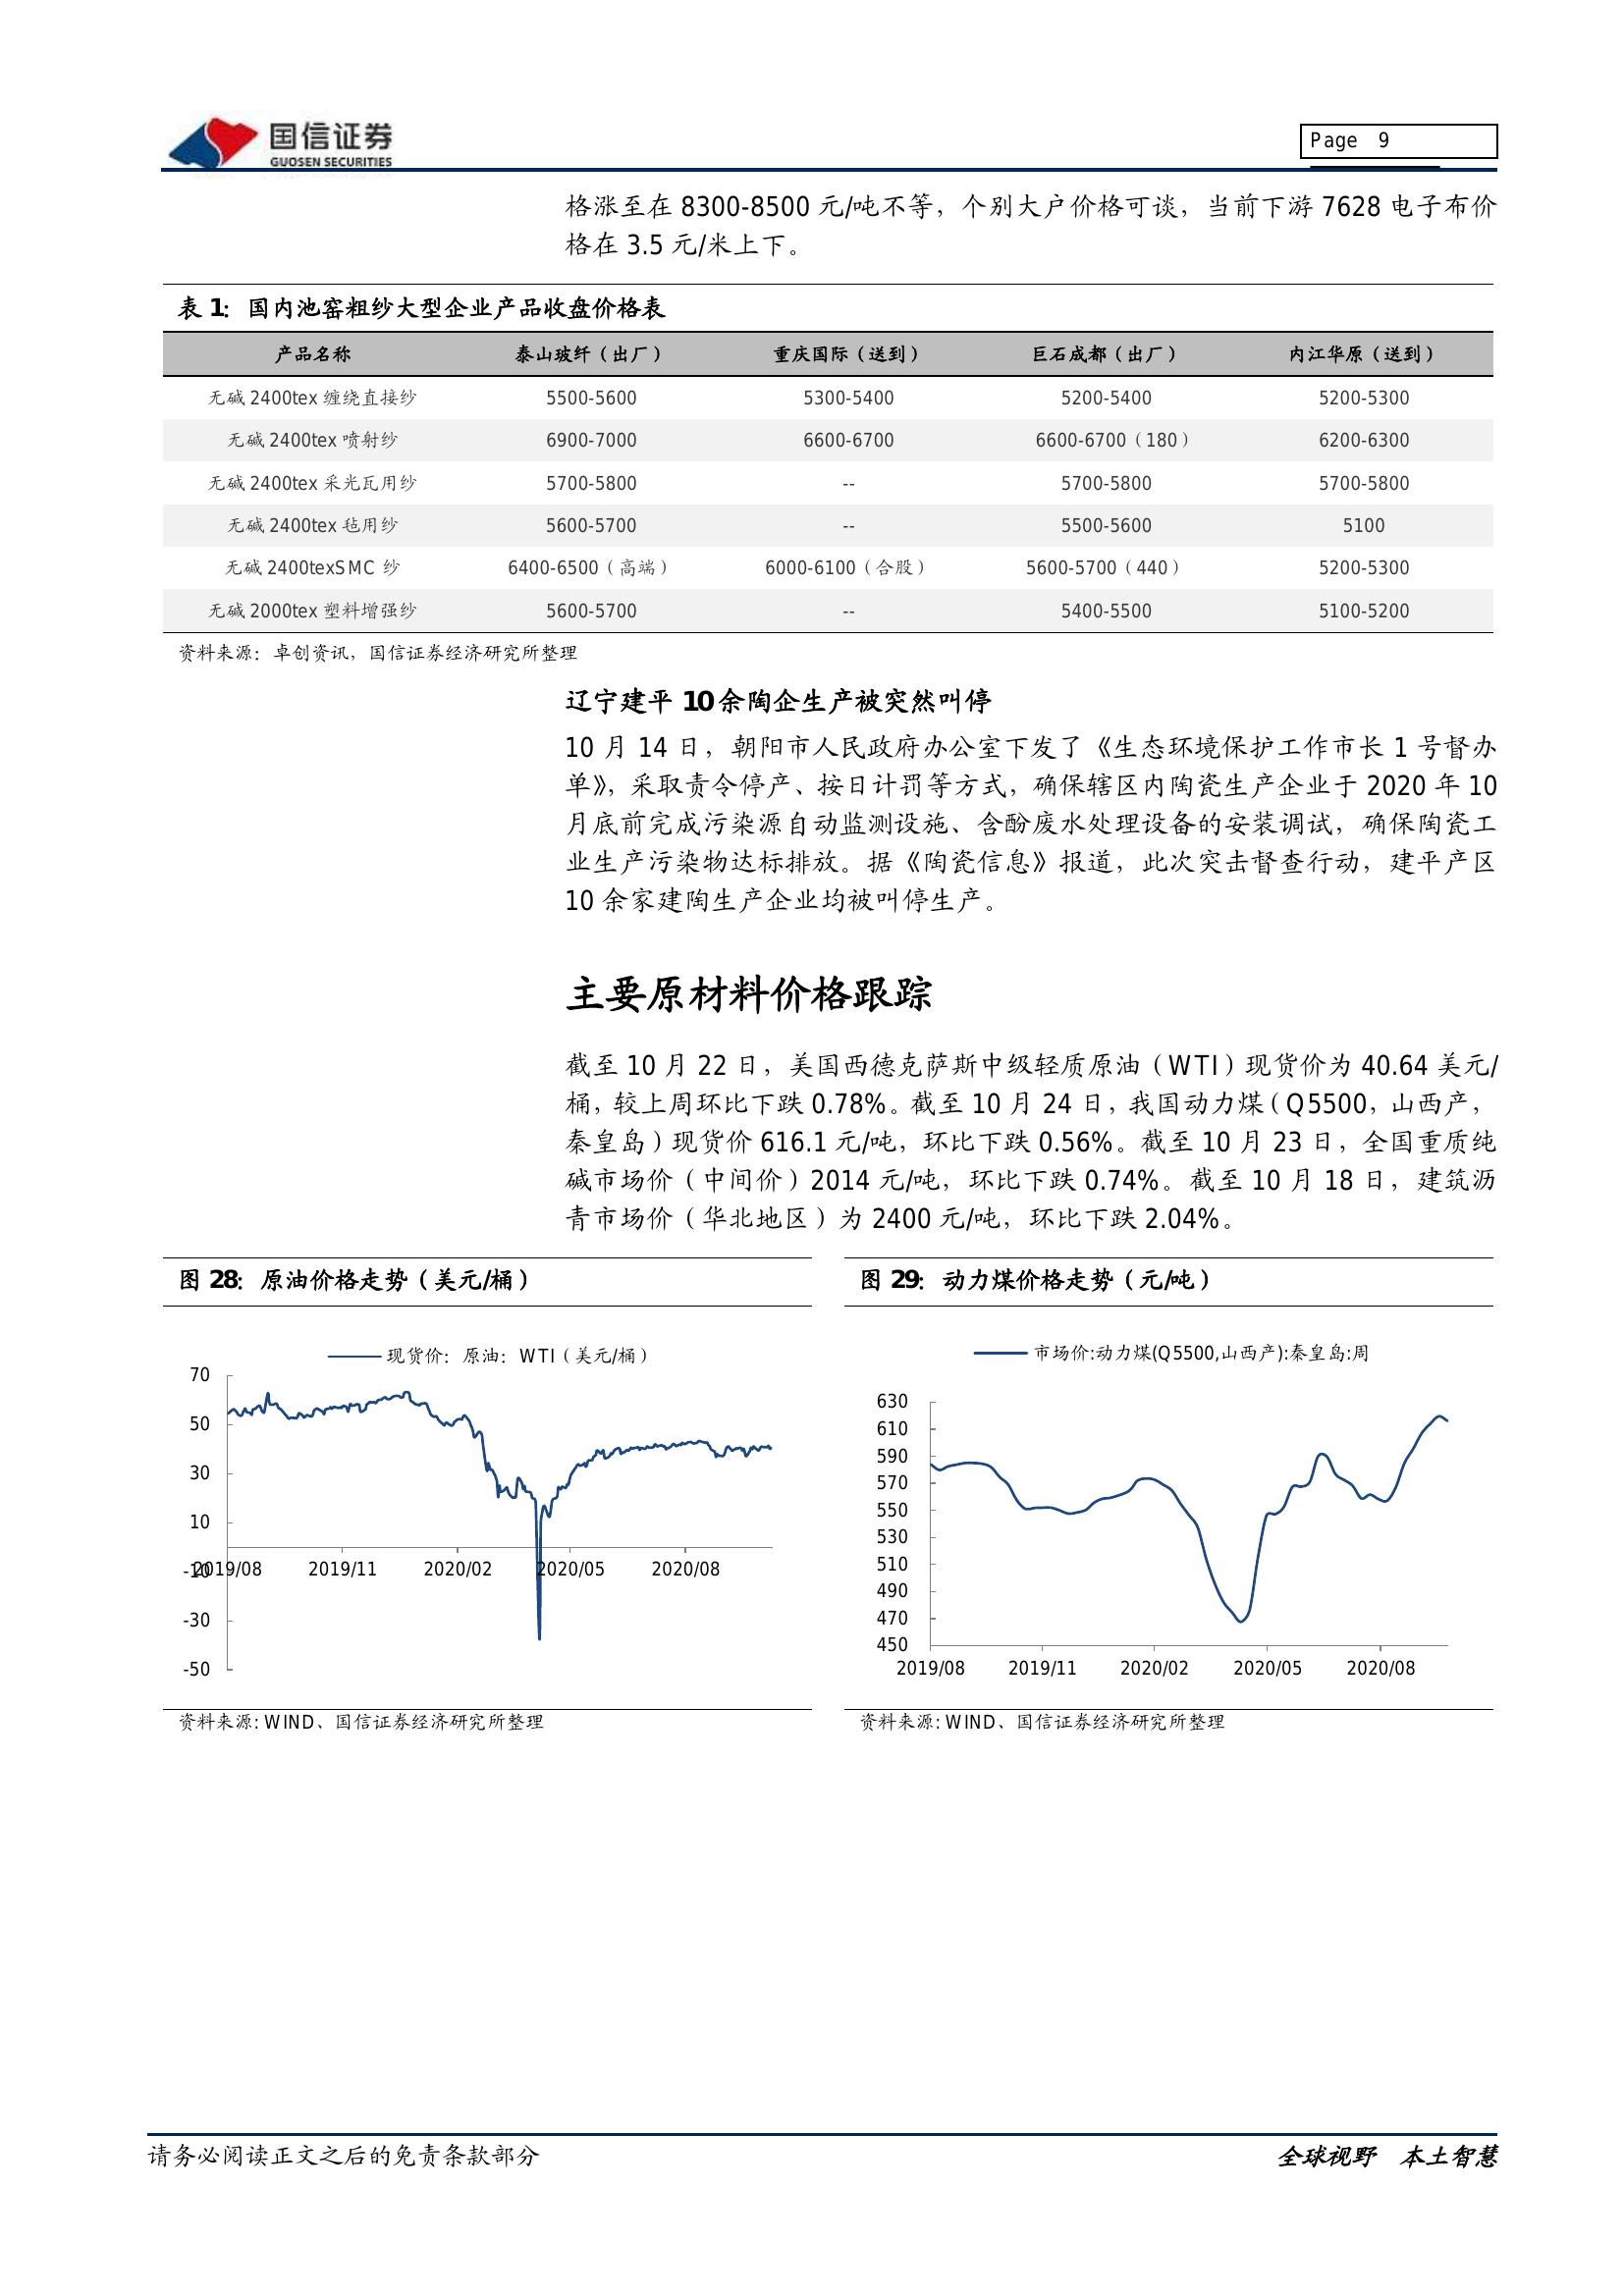 国信证券
GUOSEN SECURITIES
Page 9
格涨至在 8300-8500 元/吨不等，个别大户价格可谈，当前下游 7628 电子布价
格在 3.5 元/米上下。
表 1：国内池窑粗纱大型企业产品收盘价格表
产品名称 泰山玻纤（出厂） 重庆国际（送到） 巨石成都（出厂） 内江华原（送到）
无碱 2400tex 缠绕直接纱 5500-5600 5300-5400 5200-5400 5200-5300
无碱 2400tex 喷射纱 6900-7000 6600-6700 6600-6700（180） 6200-6300
无碱 2400tex 采光瓦用纱 5700-5800 -- 5700-5800 5700-5800
无碱 2400tex 毡用纱 5600-5700 -- 5500-5600 5100
无碱 2400texSMC 纱 6400-6500（高端） 6000-6100（合股） 5600-5700（440） 5200-5300
无碱 2000tex 塑料增强纱 5600-5700 -- 5400-5500 5100-5200
资料来源：卓创资讯，国信证券经济研究所整理
辽宁建平 10 余陶企生产被突然叫停
10 月 14 日，朝阳市人民政府办公室下发了《生态环境保护工作市长 1 号督办
单》，采取责令停产、按日计罚等方式，确保辖区内陶瓷生产企业于 2020 年 10
月底前完成污染源自动监测设施、含酚废水处理设备的安装调试，确保陶瓷工
业生产污染物达标排放。据《陶瓷信息》报道，此次突击督查行动，建平产区
10 余家建陶生产企业均被叫停生产。
主要原材料价格跟踪
截至 10 月 22 日，美国西德克萨斯中级轻质原油（WTI）现货价为 40.64 美元/
桶，较上周环比下跌 0.78%。截至 10 月 24 日，我国动力煤（Q5500，山西产，
秦皇岛）现货价 616.1 元/吨，环比下跌 0.56%。截至 10 月 23 日，全国重质纯
碱市场价（中间价）2014 元/吨，环比下跌 0.74%。截至 10 月 18 日，建筑沥
青市场价（华北地区）为 2400 元/吨，环比下跌 2.04%。
图 28：原油价格走势（美元/桶）
现货价：原油：WTI（美元/桶）
70
50
30
10
-10
-30
-50
2019/08 2019/11 2020/02 2020/05 2020/08
资料来源: WIND、国信证券经济研究所整理
图 29：动力煤价格走势（元/吨）
市场价:动力煤(Q5500,山西产):秦皇岛:周
630
610
590
570
550
530
510
490
470
450
2019/08 2019/11 2020/02 2020/05 2020/08
资料来源: WIND、国信证券经济研究所整理
请务必阅读正文之后的免责条款部分
全球视野 本土智慧